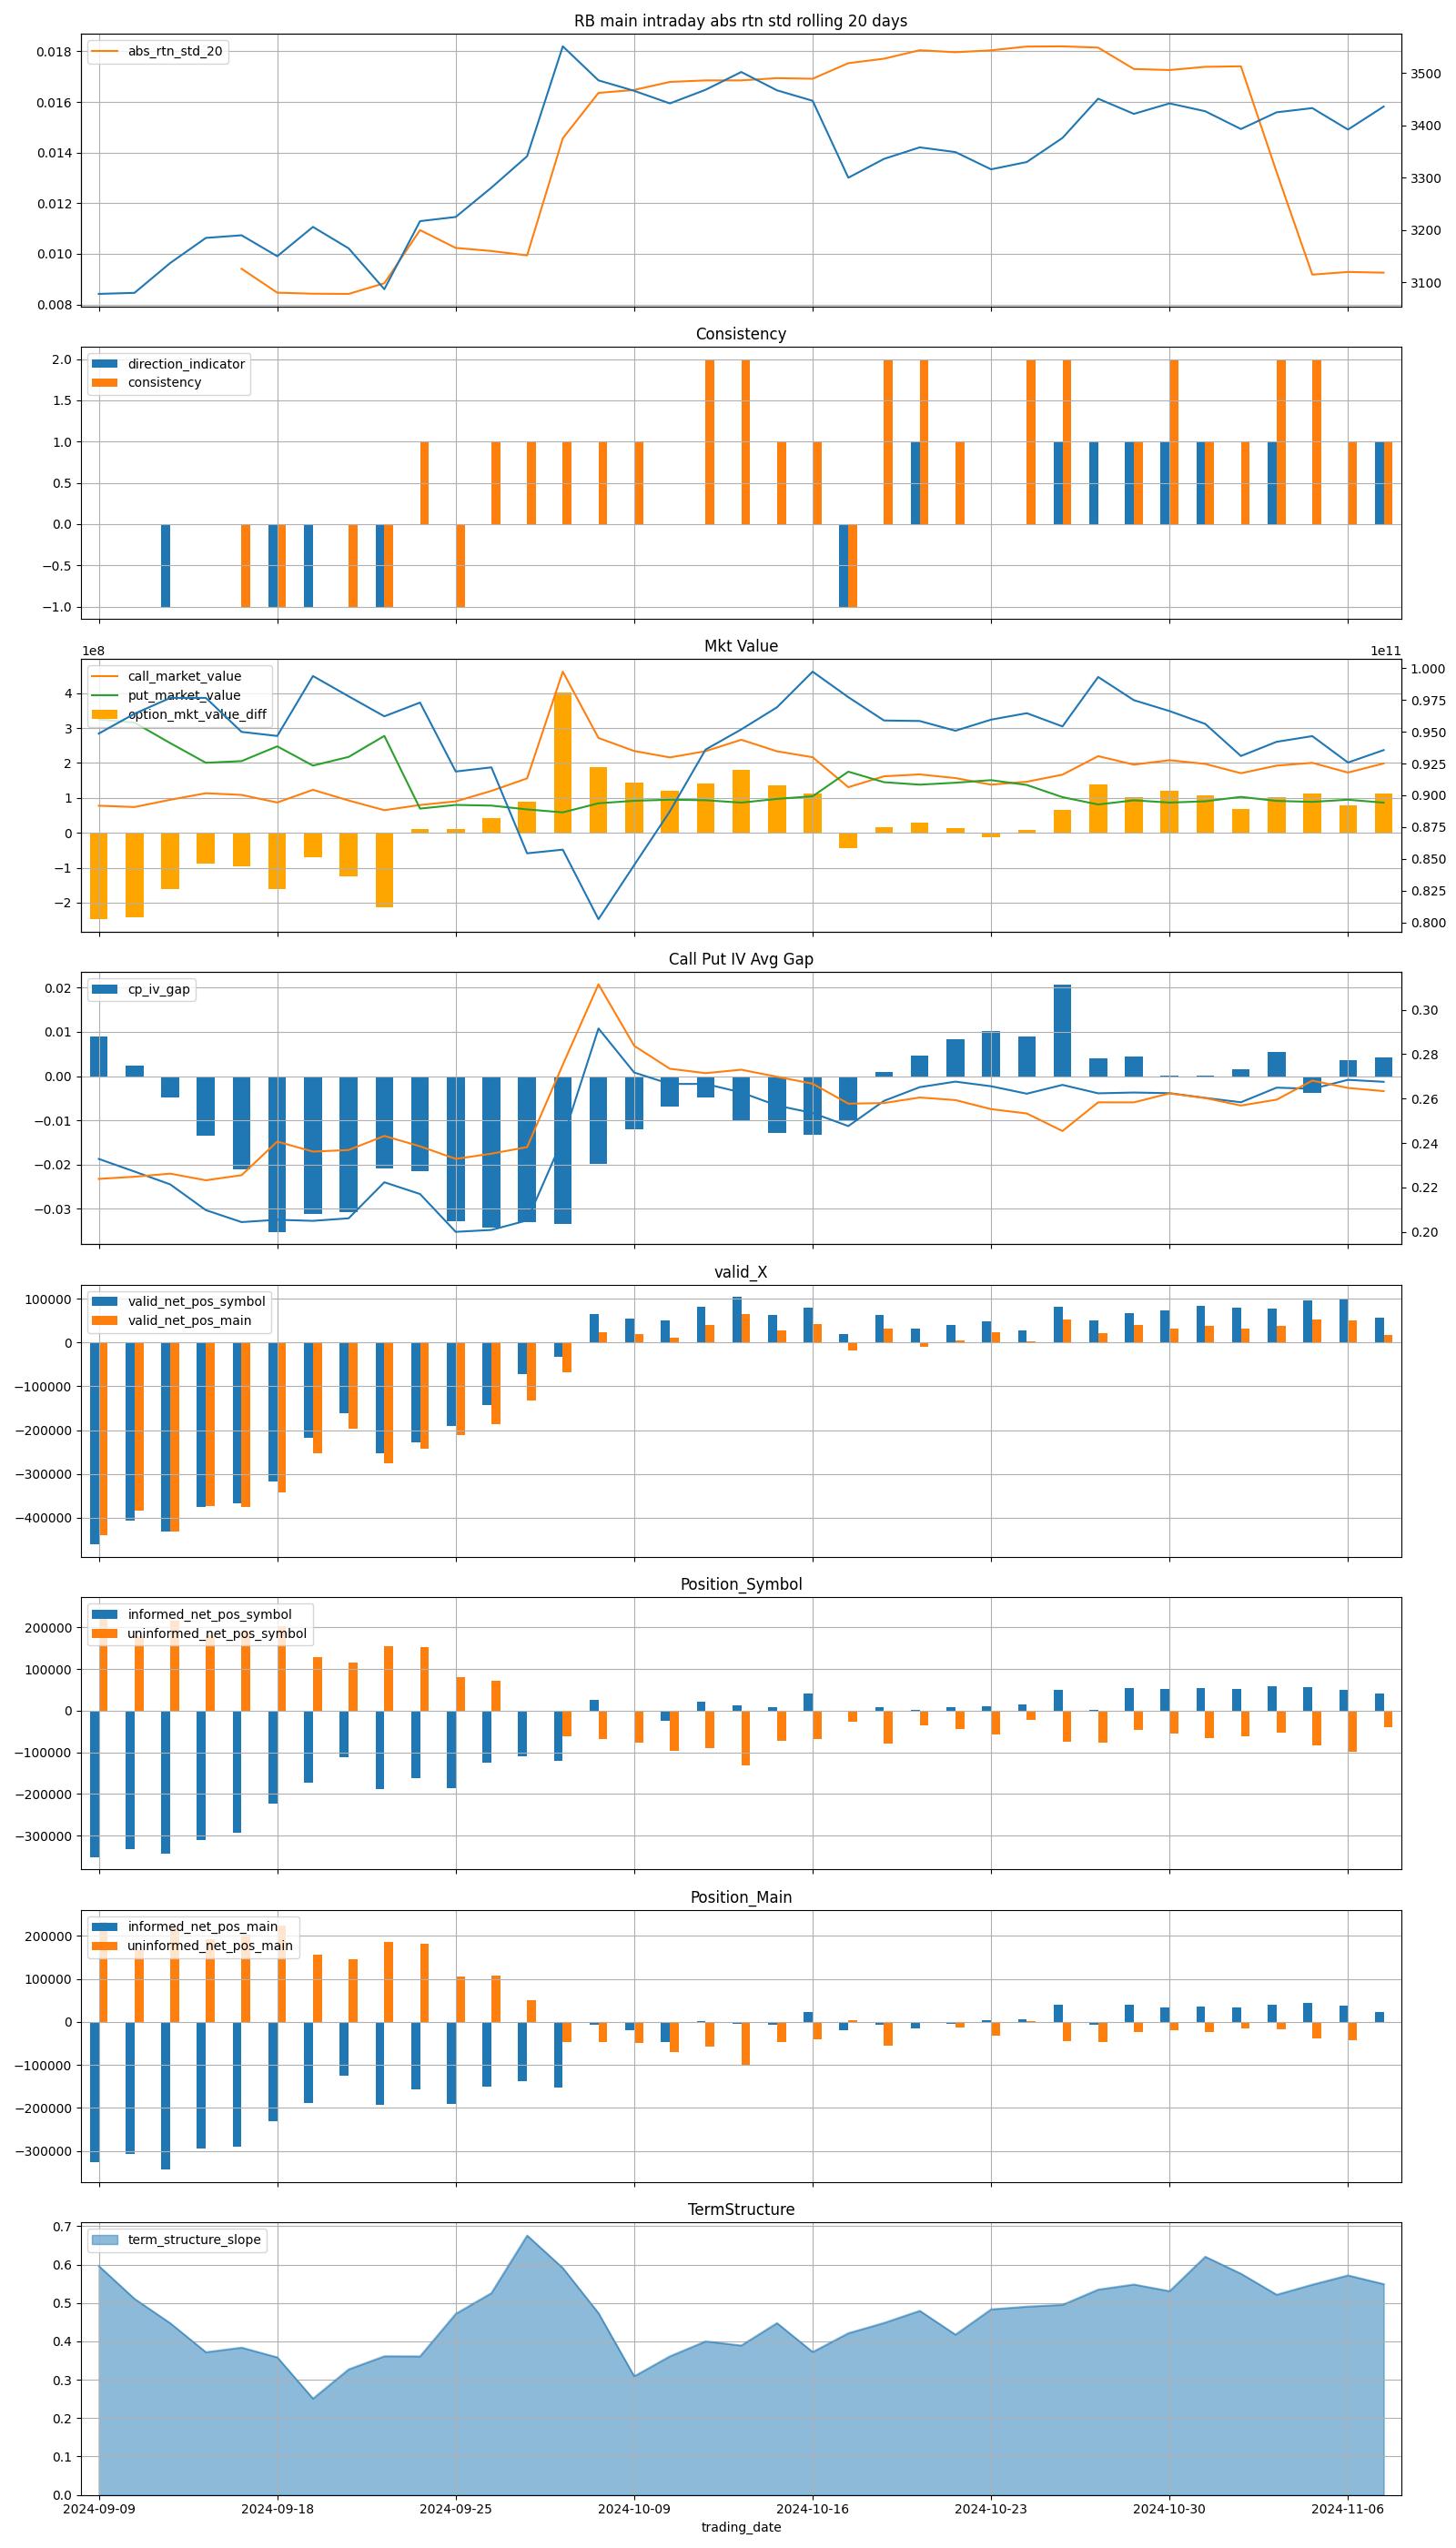 RB main intraday abs rtn std rolling 20 days
abs_rtn_std_20
0.018
0.016
0.014
0.012
0.010
0.008
3500
3400
3300
3200
3100
Consistency
direction_indicator
consistency
2.0
1.5
1.0
0.5
0.0
−0.5
−1.0
Mkt Value
1e8
1e11
call_market_value
put_market_value
option_mkt_value_diff
4
3
2
1
0
−1
−2
1.000
0.975
0.950
0.925
0.900
0.875
0.850
0.825
0.800
Call Put IV Avg Gap
cp_iv_gap
0.02
0.01
0.00
−0.01
−0.02
−0.03
0.30
0.28
0.26
0.24
0.22
0.20
valid_X
valid_net_pos_symbol
valid_net_pos_main
100000
0
−100000
−200000
−300000
−400000
Position_Symbol
informed_net_pos_symbol
uninformed_net_pos_symbol
200000
100000
0
−100000
−200000
−300000
Position_Main
informed_net_pos_main
uninformed_net_pos_main
200000
100000
0
−100000
−200000
−300000
TermStructure
term_structure_slope
0.7
0.6
0.5
0.4
0.3
0.2
0.1
0.0
2024-09-09 2024-09-18 2024-09-25 2024-10-09 2024-10-16 2024-10-23 2024-10-30 2024-11-06
trading_date